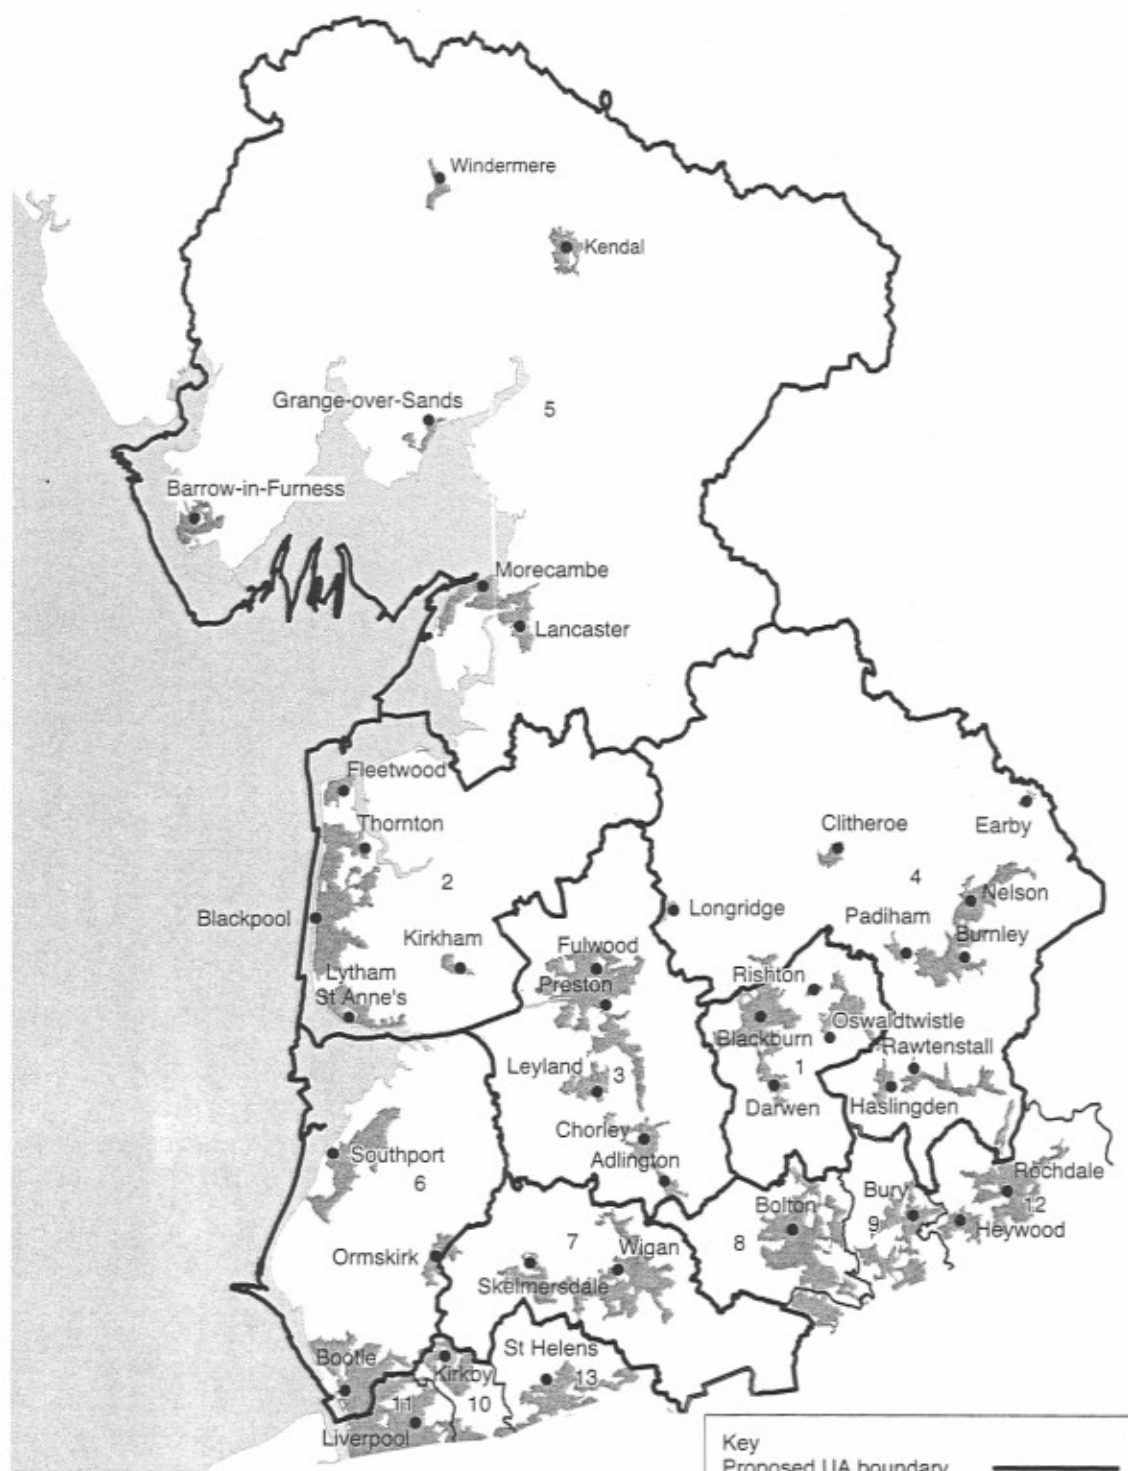 Windermere
Kendal
Grange-over-Sands
5
Barrow-in-Furness
Morecambe
Lancaster
Fleetwood
Thornton
Clitheroe
Earby
2
4
Nelson
Blackpool
Longridge
Padiham
Kirkham
Fulwood
Burnley
Lytham
St Anne's
Preston
Rishton
Blackburn
Oswaldtwistle
Rawtenstall
Leyland
3
1
Darwen
Haslingden
Chorley
Southport
Adlington
Rochdale
6
Bury
12
Bolton
9
Heywood
7
8
Ormskirk
Wigan
Skelmersdale
St Helens
Bootle
Kirkby
13
11
10
Liverpool
Key
Proposed UA boundary